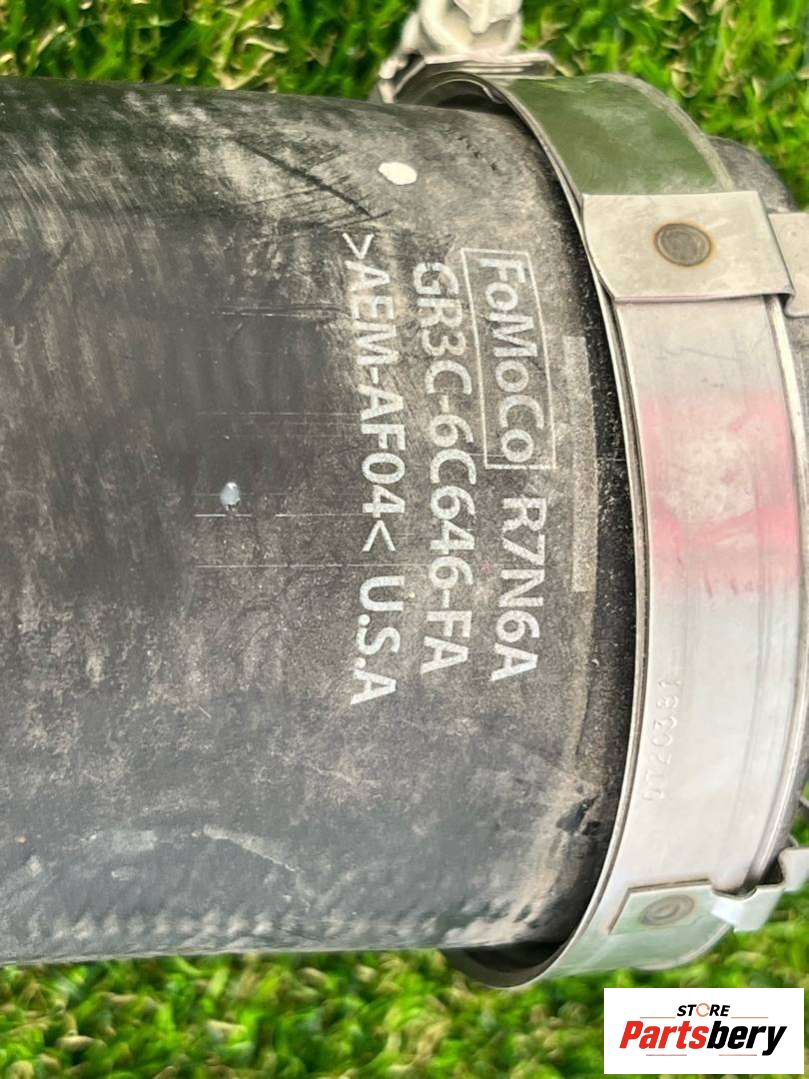 FoMoCo R7N6A
GR3C-6C646-FA
>AEM-AF04< U.S.A
STORE
Partsbery